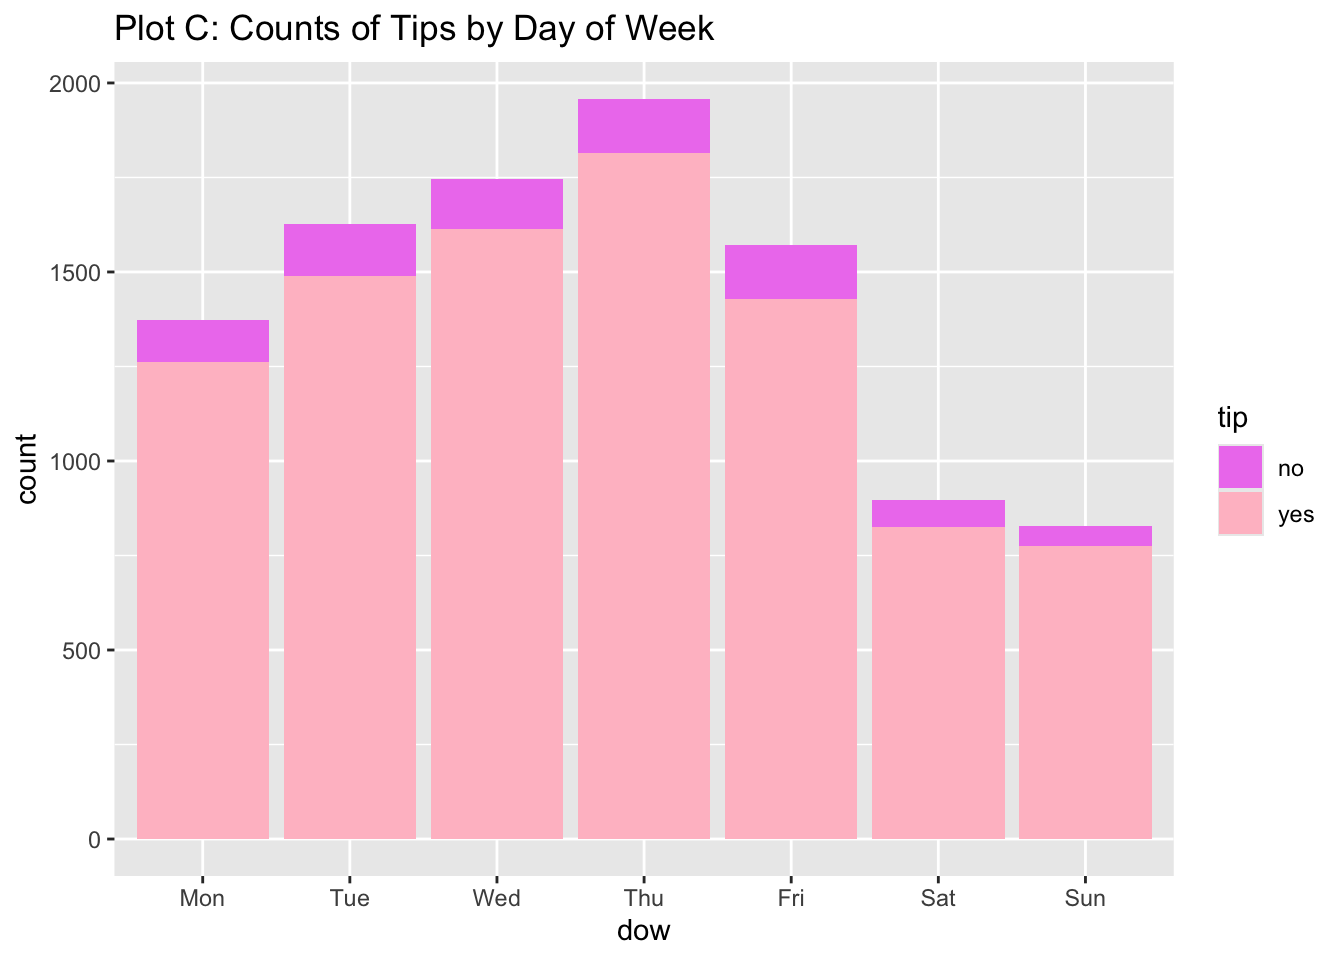 Plot C: Counts of Tips by Day of Week
2000
1500
1000
500
0
count
Mon Tue Wed Thu Fri Sat Sun
dow
tip
no
yes